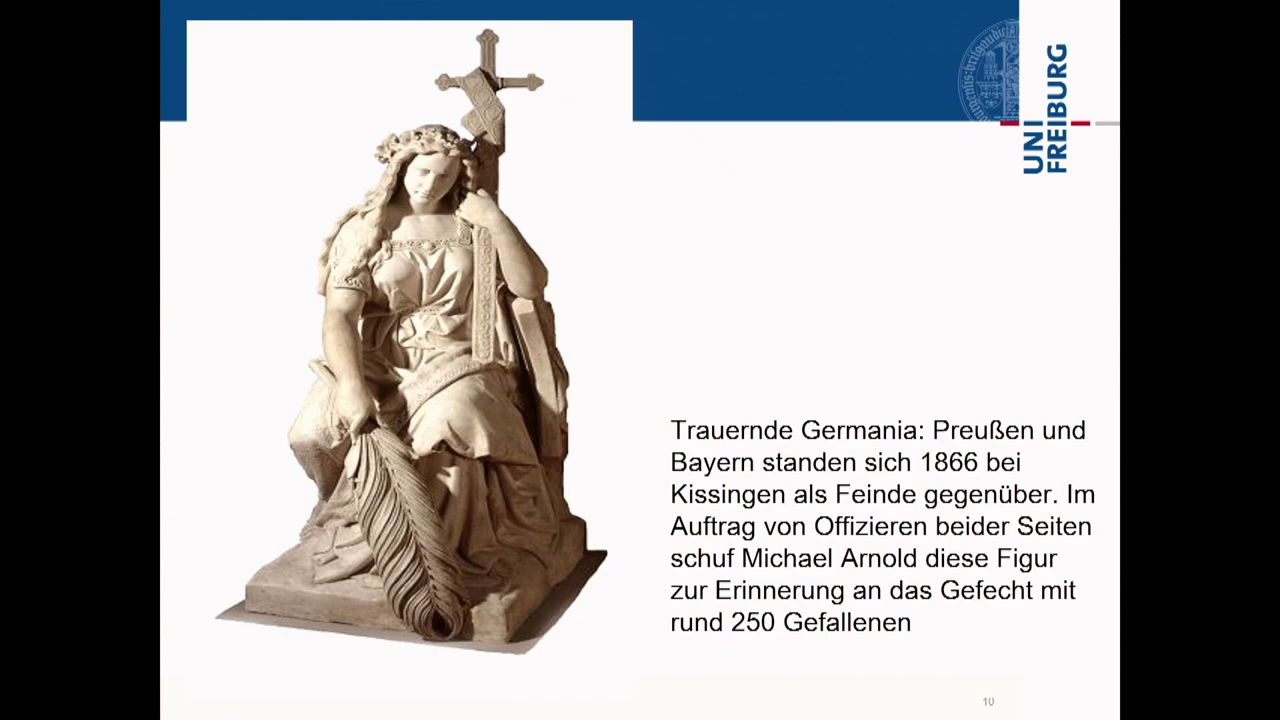 UNI
FREIBURG
Trauernde Germania: Preußen und
Bayern standen sich 1866 bei
Kissingen als Feinde gegenüber. Im
Auftrag von Offizieren beider Seiten
schuf Michael Arnold diese Figur
zur Erinnerung an das Gefecht mit
rund 250 Gefallenen
10